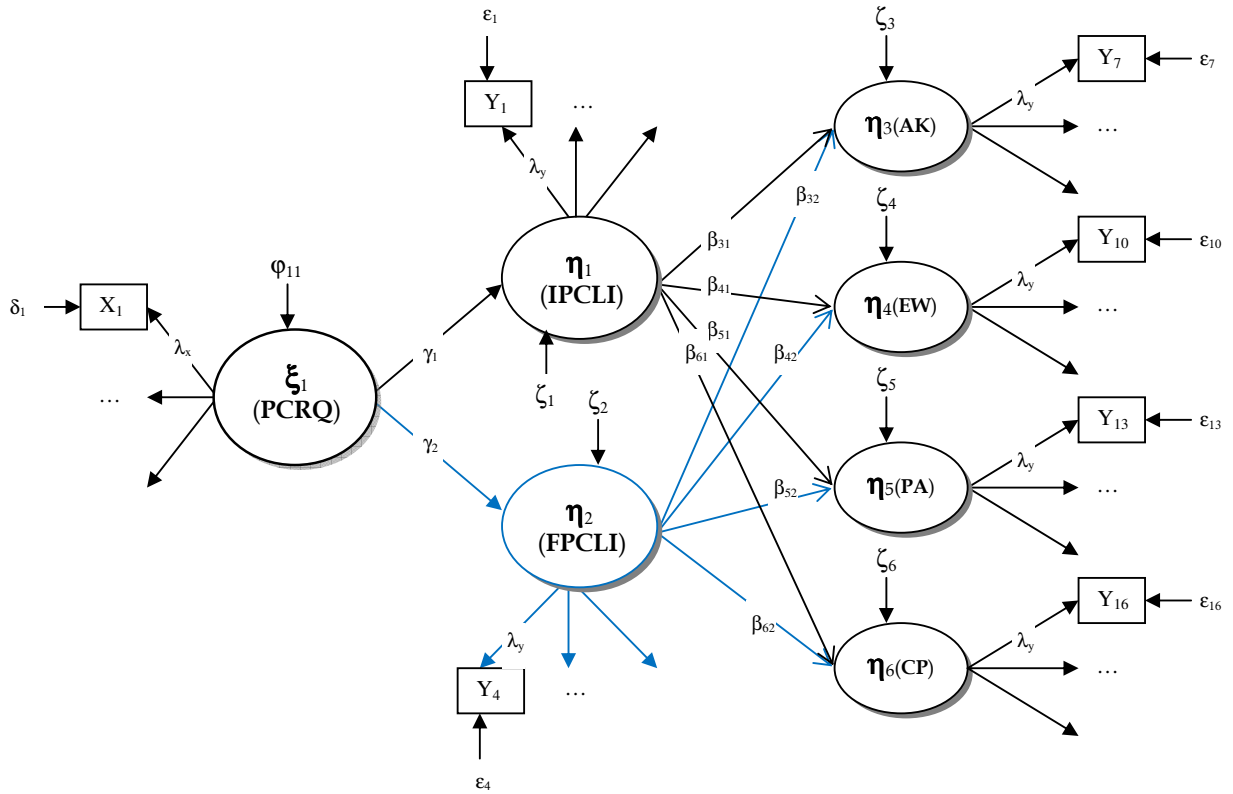 ε₁
ζ₃
Y₇
ε₇
Y₁
…
λy
η₃(AK)
…
λy
β₃₂
ζ₄
Y₁₀
ε₁₀
β₃₁
λy
φ₁₁
η₁
(IPCLI)
β₄₁
η₄(EW)
…
δ₁
X₁
λx
γ₁
β₅₁
β₆₁
β₄₂
ζ₅
ξ₁
(PCRQ)
…
ζ₁
ζ₂
Y₁₃
ε₁₃
γ₂
λy
β₅₂
η₅(PA)
…
η₂
(FPCLI)
ζ₆
Y₁₆
ε₁₆
β₆₂
λy
λy
η₆(CP)
…
Y₄
…
ε₄